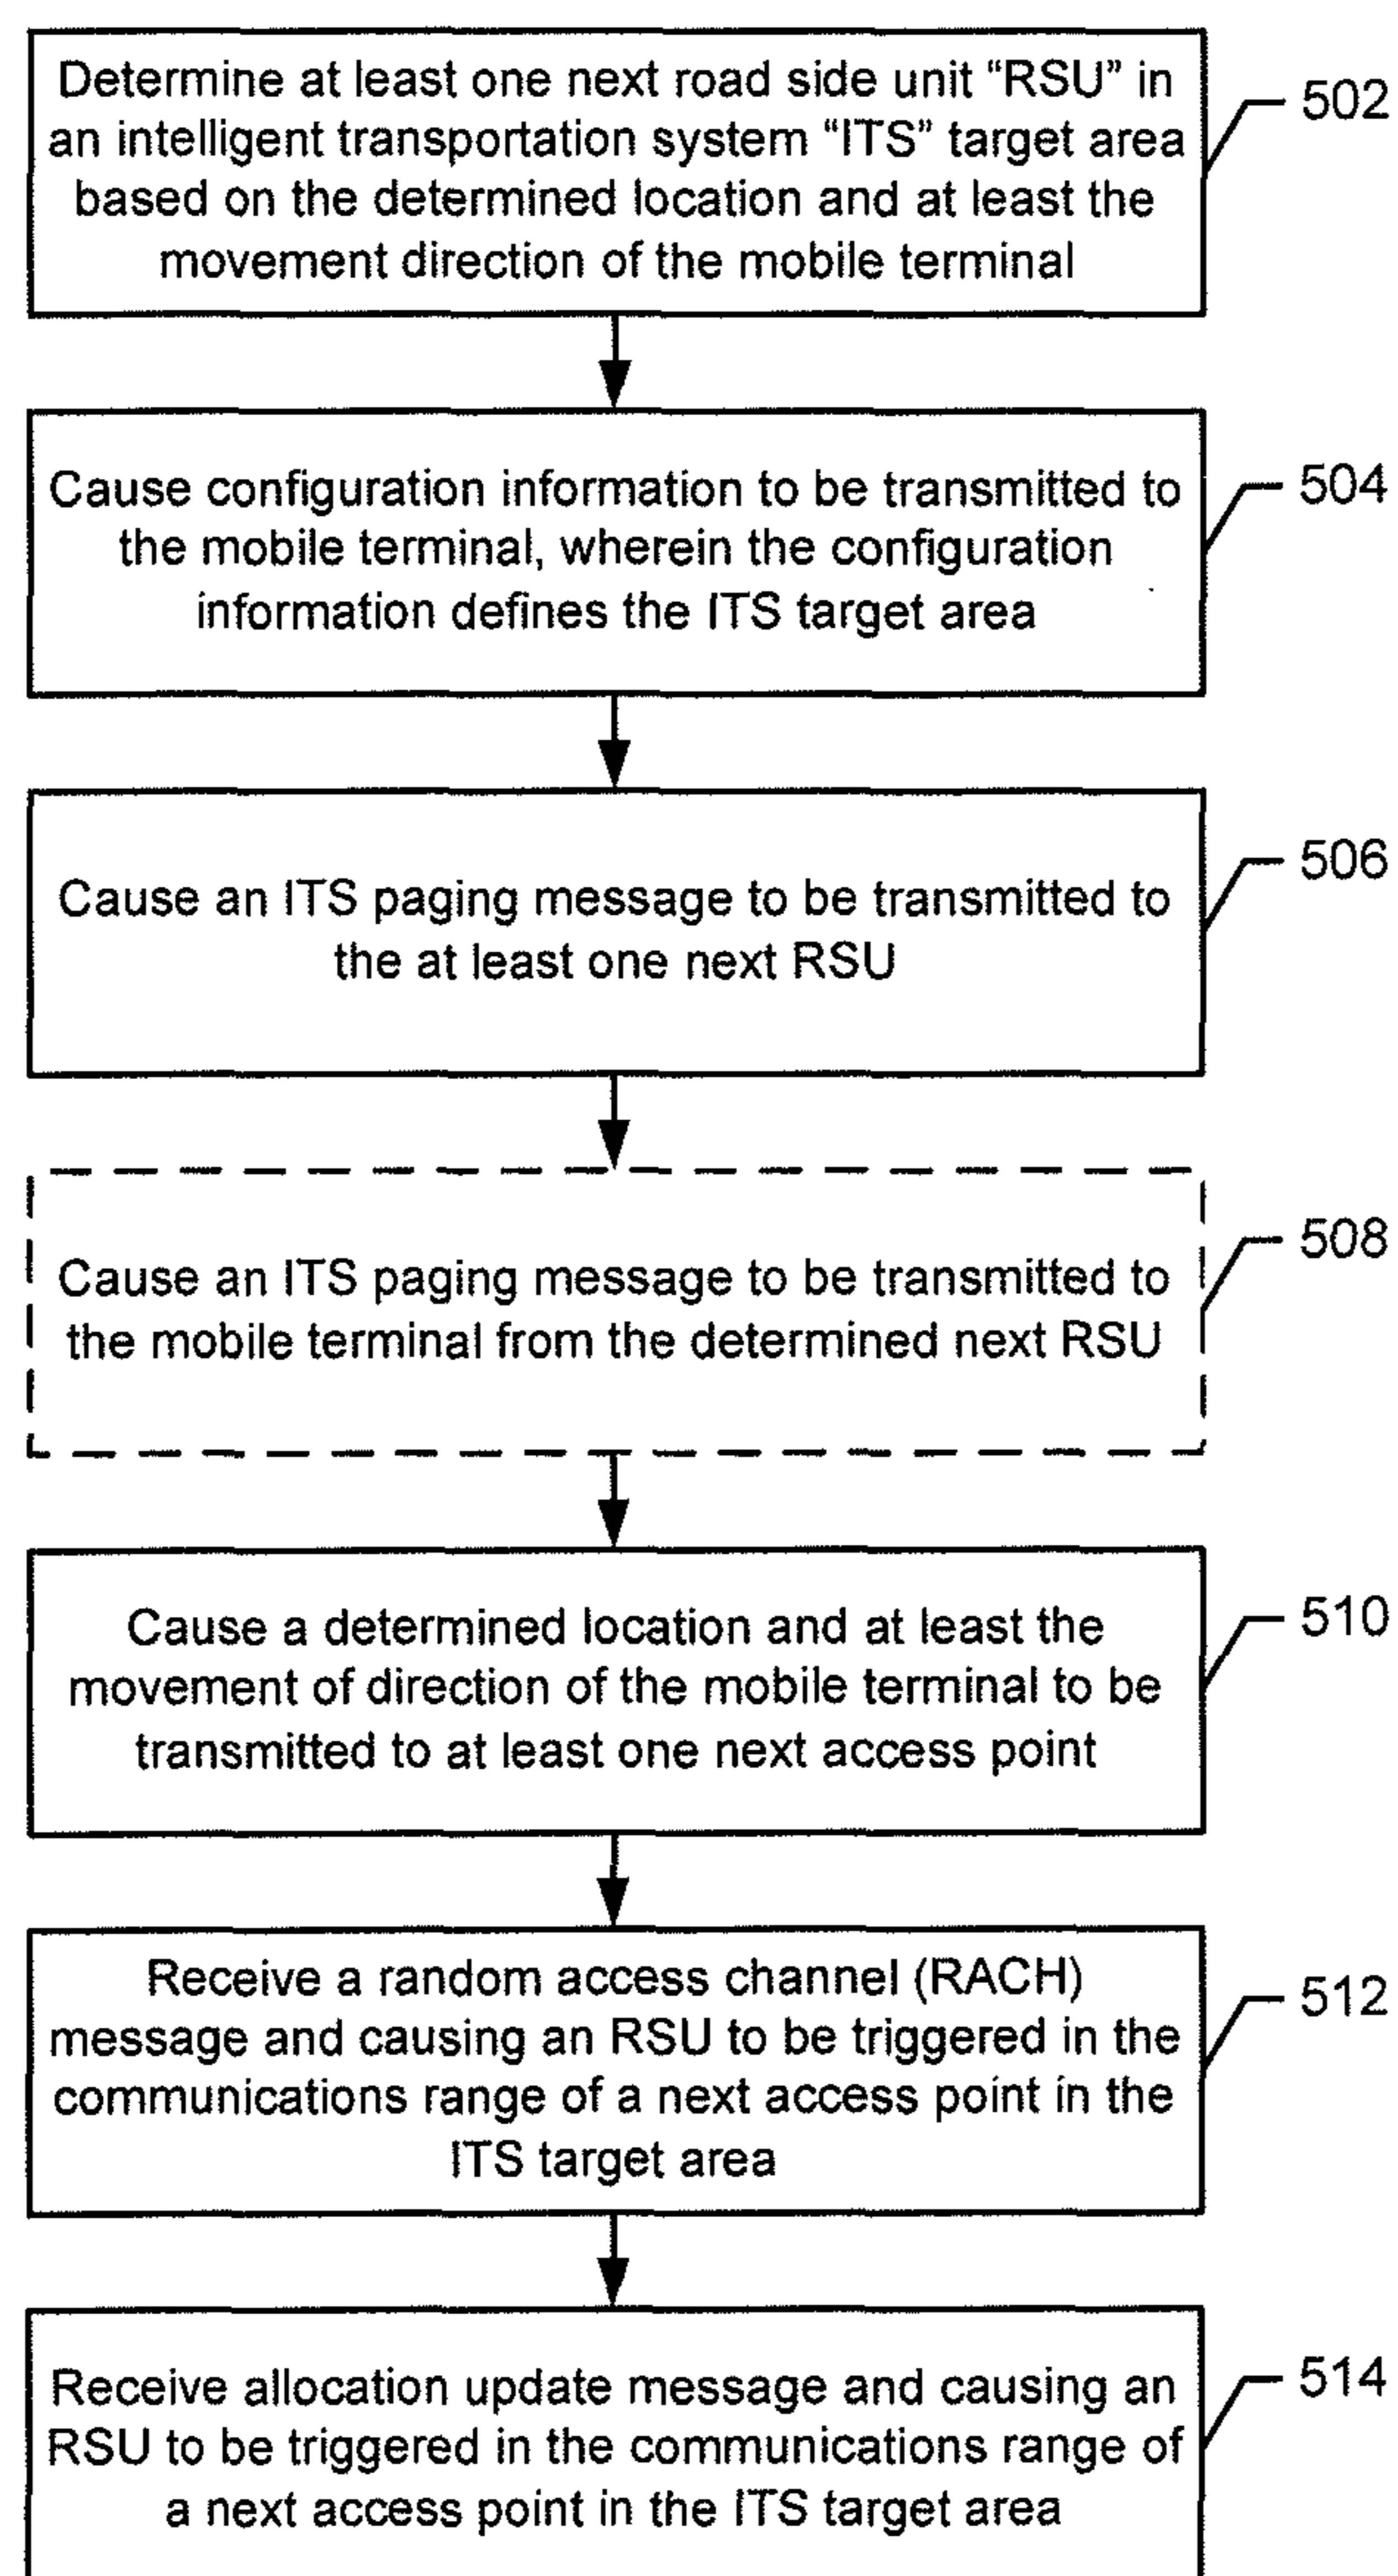 Determine at least one next road side unit “RSU” in
an intelligent transportation system “ITS” target area
based on the determined location and at least the
movement direction of the mobile terminal
502
Cause configuration information to be transmitted to
the mobile terminal, wherein the configuration
information defines the ITS target area
504
Cause an ITS paging message to be transmitted to
the at least one next RSU
506
Cause an ITS paging message to be transmitted to
the mobile terminal from the determined next RSU
508
Cause a determined location and at least the
movement of direction of the mobile terminal to be
transmitted to at least one next access point
510
Receive a random access channel (RACH)
message and causing an RSU to be triggered in the
communications range of a next access point in the
ITS target area
512
Receive allocation update message and causing an
RSU to be triggered in the communications range of
a next access point in the ITS target area
514